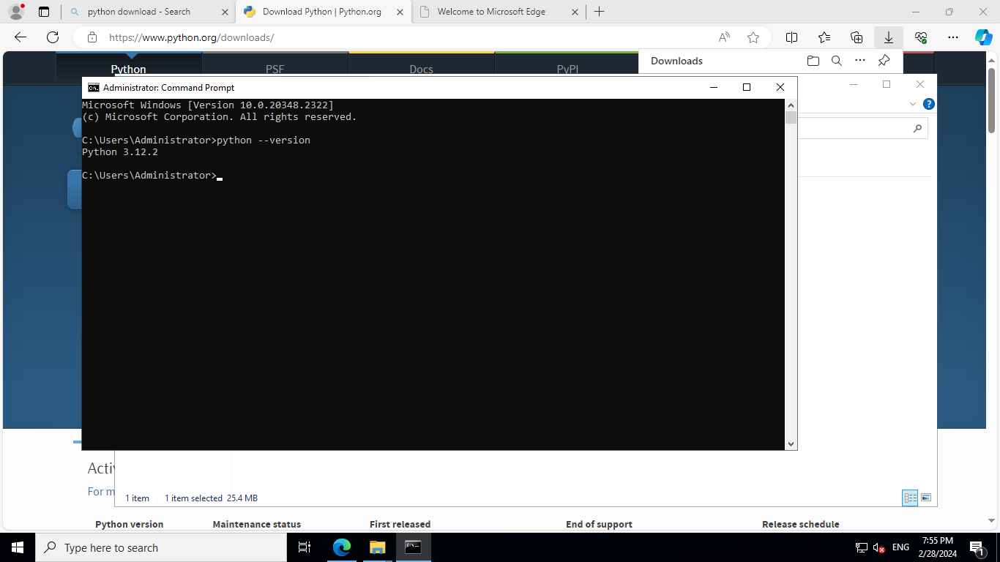 python download - Search
Download Python | Python.org
Welcome to Microsoft Edge
https://www.python.org/downloads/
Downloads
Python
PSF
Docs
PyPI
Administrator: Command Prompt
Microsoft Windows [Version 10.0.20348.2322]
(c) Microsoft Corporation. All rights reserved.
C:\Users\Administrator>python --version
Python 3.12.2
C:\Users\Administrator>
Acti
For m
1 item
1 item selected 25.4 MB
Python version
Maintenance status
First released
End of support
Release schedule
Type here to search
ENG
7:55 PM
2/28/2024
1